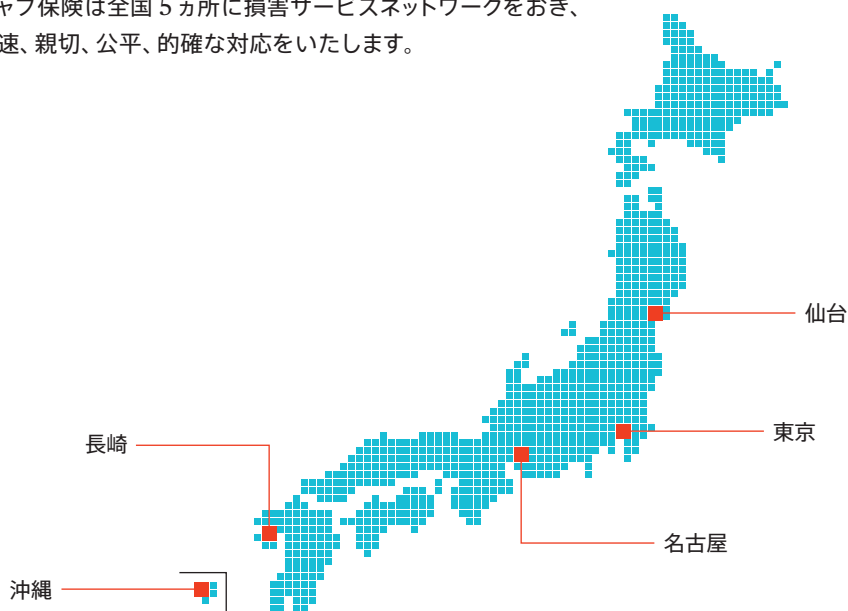 ャブ保険は全国5ヵ所に損害サービスネットワークをおき、
速、親切、公平、的確な対応をいたします。
仙台
東京
長崎
名古屋
沖縄